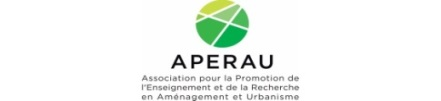 APERAU
Association pour la Promotion de
l'Enseignement et de la Recherche
en Aménagement et Urbanisme